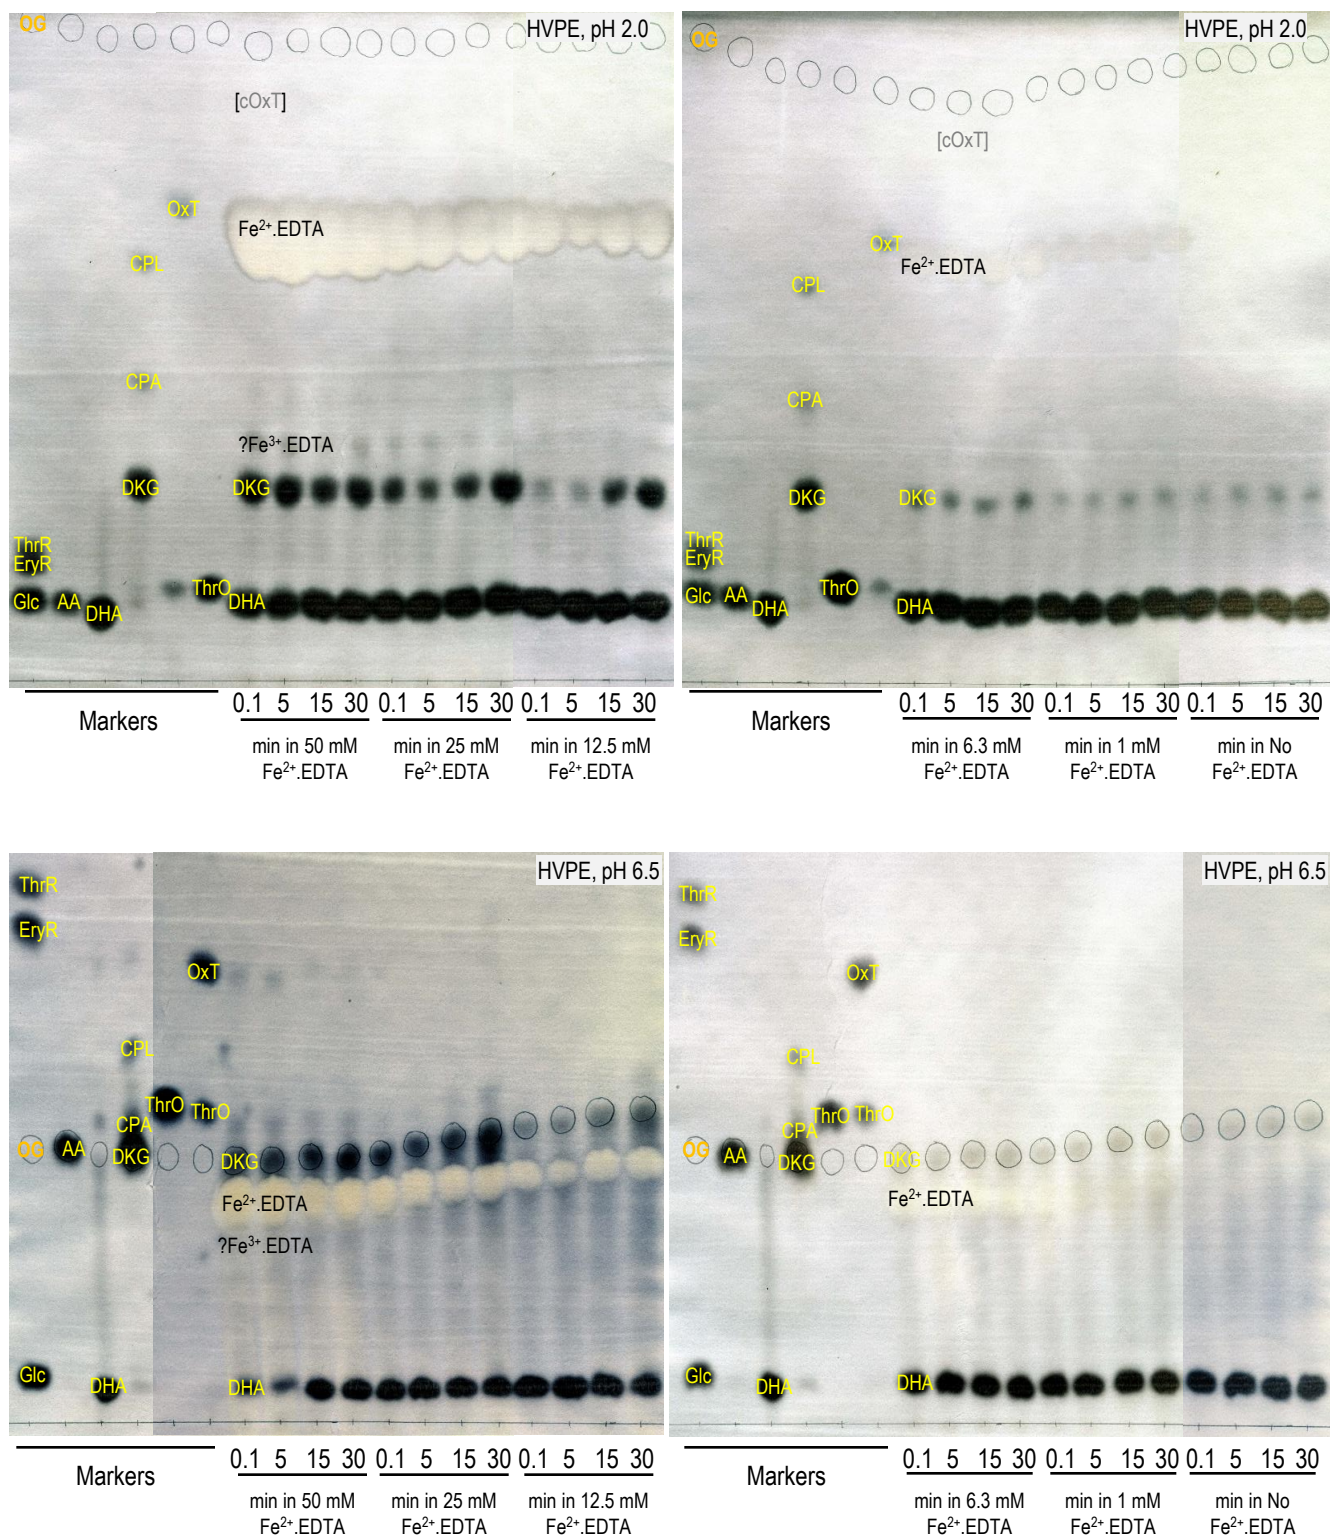 OG
HVPE, pH 2.0
[cOxT]
OxT
Fe²⁺.EDTA
CPL
CPA
?Fe³⁺.EDTA
DKG
DKG
ThrR
EryR
Glc
AA
DHA
ThrO
DHA
0.1 5 15 30 0.1 5 15 30 0.1 5 15 30
Markers
min in 50 mM
Fe²⁺.EDTA
min in 25 mM
Fe²⁺.EDTA
min in 12.5 mM
Fe²⁺.EDTA
OG
HVPE, pH 2.0
[cOxT]
OxT
Fe²⁺.EDTA
CPL
CPA
DKG
DKG
ThrR
EryR
Glc
AA
DHA
ThrO
DHA
0.1 5 15 30 0.1 5 15 30 0.1 5 15 30
Markers
min in 6.3 mM
Fe²⁺.EDTA
min in 1 mM
Fe²⁺.EDTA
min in No
Fe²⁺.EDTA
HVPE, pH 6.5
ThrR
EryR
OxT
CPL
ThrO
ThrO
CPA
OG
AA
DKG
DKG
Fe²⁺.EDTA
?Fe³⁺.EDTA
Glc
DHA
DHA
0.1 5 15 30 0.1 5 15 30 0.1 5 15 30
Markers
min in 50 mM
Fe²⁺.EDTA
min in 25 mM
Fe²⁺.EDTA
min in 12.5 mM
Fe²⁺.EDTA
HVPE, pH 6.5
ThrR
EryR
OxT
CPL
ThrO
ThrO
CPA
OG
AA
DKG
DKG
Fe²⁺.EDTA
Glc
DHA
DHA
0.1 5 15 30 0.1 5 15 30 0.1 5 15 30
Markers
min in 6.3 mM
Fe²⁺.EDTA
min in 1 mM
Fe²⁺.EDTA
min in No
Fe²⁺.EDTA